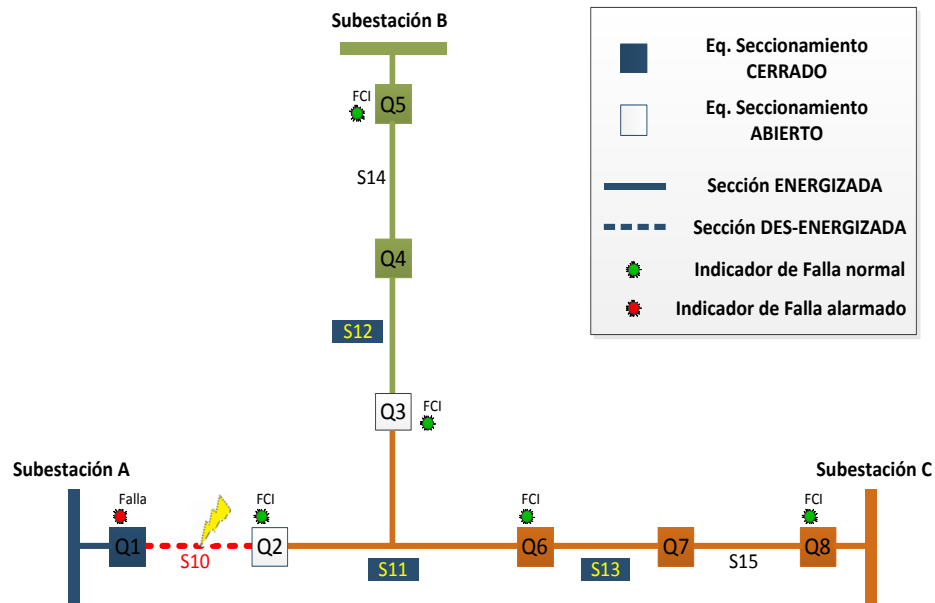 Subestación B
FCI
Q5
S14
Q4
S12
Q3
FCI
Subestación A
Subestación C
Falla
FCI
FCI
FCI
Q1
Q2
Q6
Q7
Q8
S10
S11
S13
S15
Eq. Seccionamiento
CERRADO
Eq. Seccionamiento
ABIERTO
Sección ENERGIZADA
Sección DES-ENERGIZADA
Indicador de Falla normal
Indicador de Falla alarmado